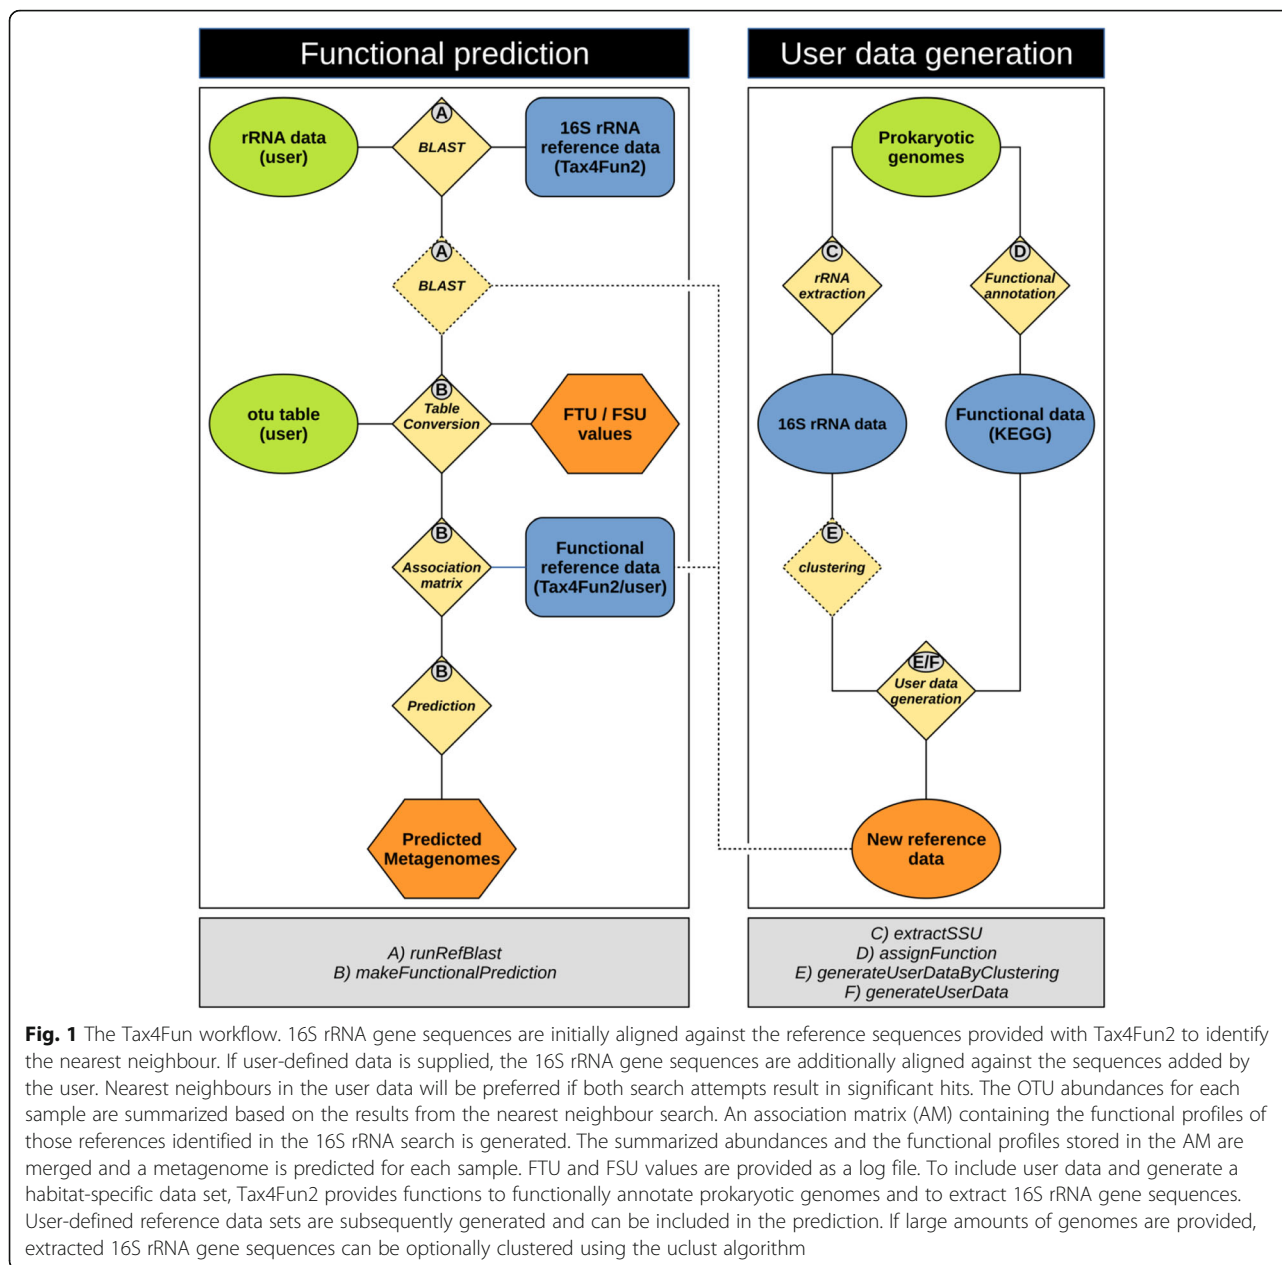 Functional prediction
User data generation
A
BLAST
rRNA data
(user)
16S rRNA
reference data
(Tax4Fun2)
A
BLAST
B
Table
Conversion
otu table
(user)
FTU / FSU
values
B
Association
matrix
Functional
reference data
(Tax4Fun2/user)
B
Prediction
Predicted
Metagenomes
Prokaryotic
genomes
C
rRNA
extraction
D
Functional
annotation
16S rRNA data
Functional data
(KEGG)
E
clustering
E/F
User data
generation
New reference
data
A) runRefBlast
B) makeFunctionalPrediction
C) extractSSU
D) assignFunction
E) generateUserDataByClustering
F) generateUserData
Fig. 1 The Tax4Fun workflow. 16S rRNA gene sequences are initially aligned against the reference sequences provided with Tax4Fun2 to identify
the nearest neighbour. If user-defined data is supplied, the 16S rRNA gene sequences are additionally aligned against the sequences added by
the user. Nearest neighbours in the user data will be preferred if both search attempts result in significant hits. The OTU abundances for each
sample are summarized based on the results from the nearest neighbour search. An association matrix (AM) containing the functional profiles of
those references identified in the 16S rRNA search is generated. The summarized abundances and the functional profiles stored in the AM are
merged and a metagenome is predicted for each sample. FTU and FSU values are provided as a log file. To include user data and generate a
habitat-specific data set, Tax4Fun2 provides functions to functionally annotate prokaryotic genomes and to extract 16S rRNA gene sequences.
User-defined reference data sets are subsequently generated and can be included in the prediction. If large amounts of genomes are provided,
extracted 16S rRNA gene sequences can be optionally clustered using the uclust algorithm